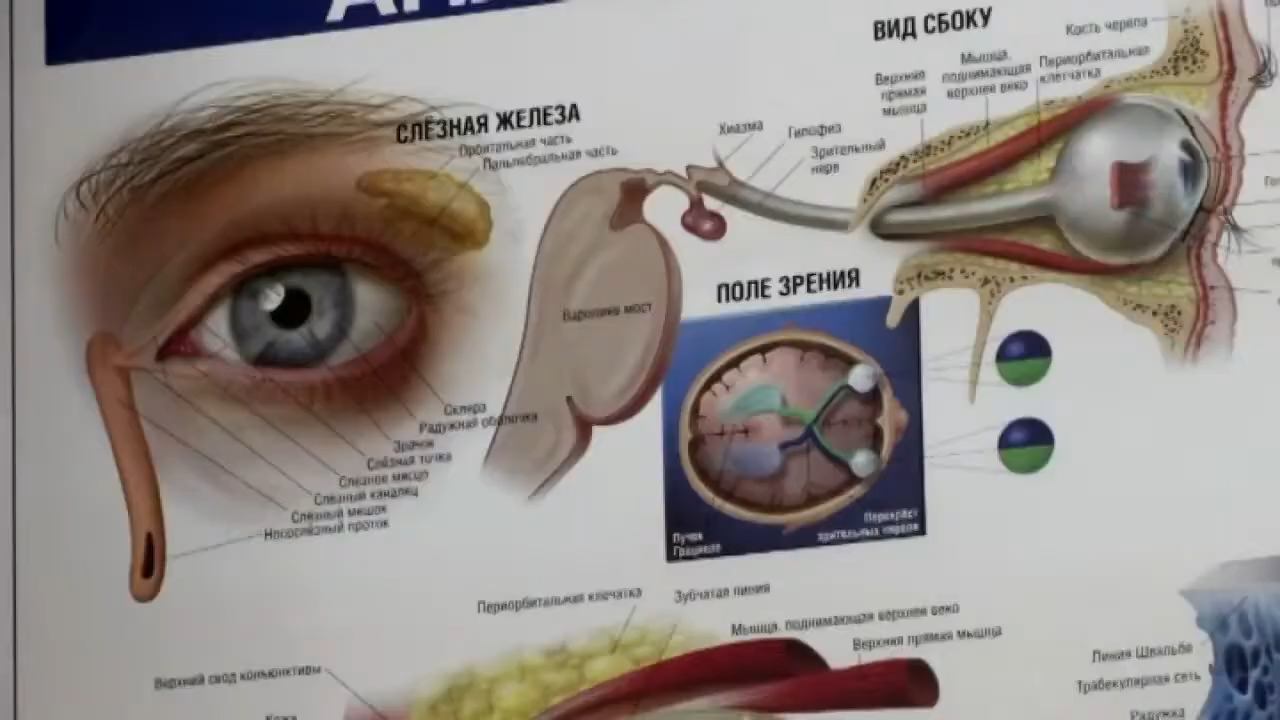 ВИД СБОКУ
Кость черепа
Мышца,
поднимающая
верхнее веко
Периорбитальная
клетчатка
Верхняя
прямая
мышца
СЛЁЗНАЯ ЖЕЛЕЗА
Орбитальная часть
Пальпебральная часть
Хиазма
Гипофиз
Зрительный
нерв
Варолиев мост
ПОЛЕ ЗРЕНИЯ
Склера
Радужная оболочка
Зрачок
Слёзная точка
Слёзное мясцо
Слёзный каналец
Слёзный мешок
Носослёзный проток
Пучок
Грациоле
Перекрёст
зрительных нервов
Периорбитальная клетчатка
Зубчатая линия
Мышца, поднимающая верхнее веко
Верхняя прямая мышца
Верхний свод конъюнктивы
Кожа
Линия Швальбе
Трабекулярная сеть
Радужка